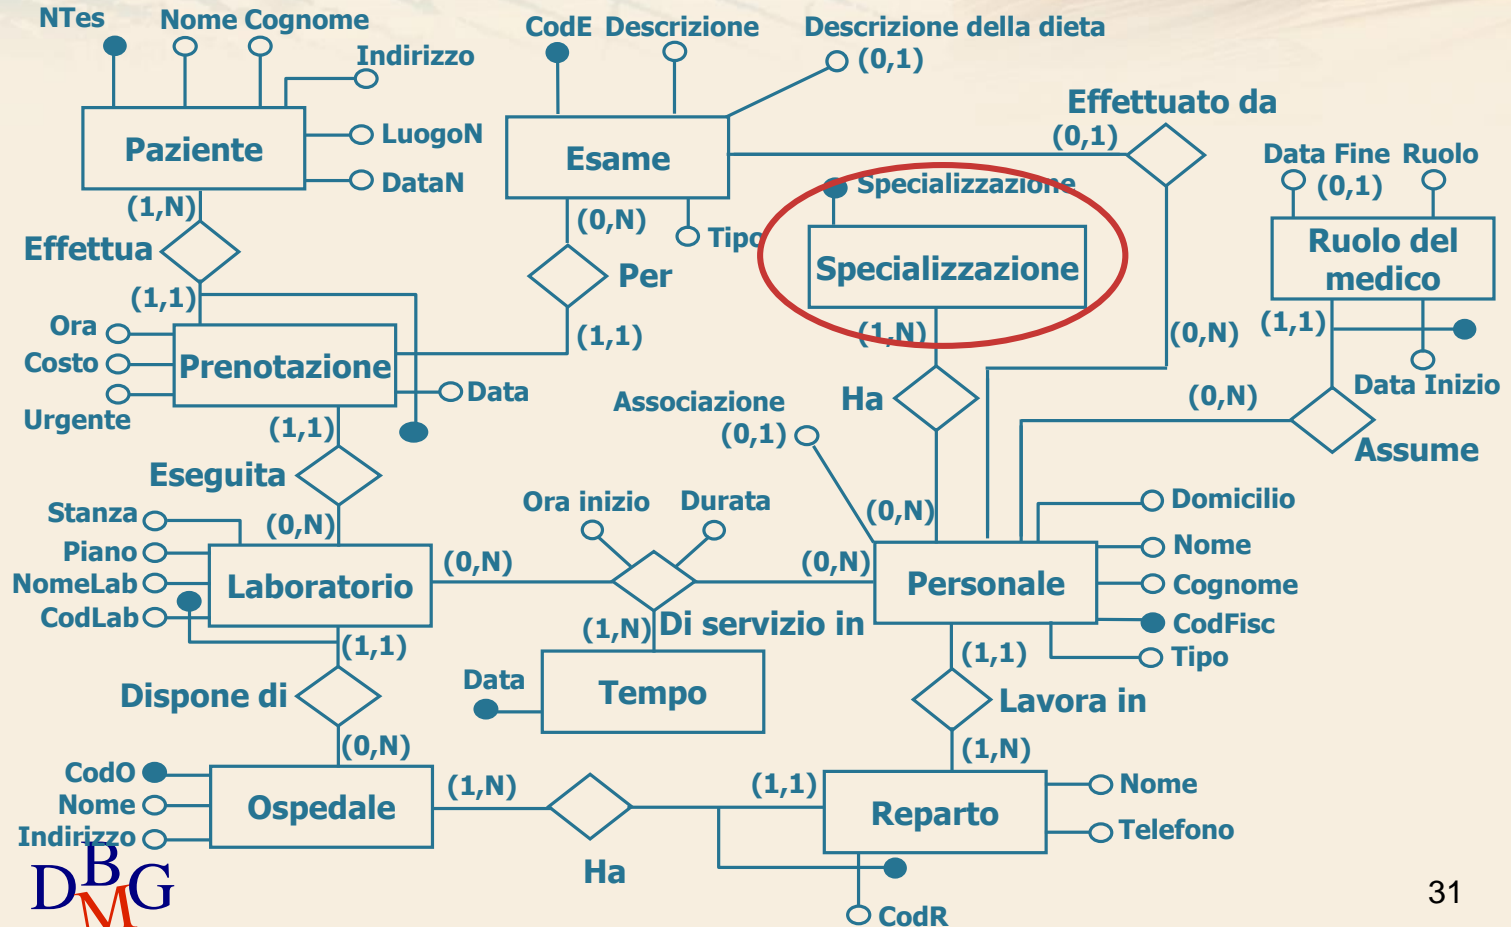 NTes
Nome Cognome
CodE Descrizione
Descrizione della dieta
(0,1)
Indirizzo
Effettuato da
(0,1)
Paziente
LuogoN
DataN
Esame
Data Fine Ruolo
(0,1)
Specializzazione
(1,N)
(0,N)
Tipo
Effettua
Per
Specializzazione
Ruolo del
medico
(1,1)
(1,1)
(1,N)
(0,N)
(1,1)
Ora
Costo
Urgente
Prenotazione
Data
Data Inizio
Associazione
(0,1)
Ha
(0,N)
Assume
(1,1)
Eseguita
Stanza
Piano
NomeLab
CodLab
(0,N)
Ora inizio
Durata
(0,N)
Domicilio
Nome
Cognome
CodFisc
Tipo
Laboratorio
(0,N)
(0,N)
Personale
(1,1)
(1,N)
Di servizio in
(1,1)
Dispone di
Data
Tempo
Lavora in
(0,N)
(1,N)
CodO
Nome
Indirizzo
Ospedale
(1,N)
(1,1)
Reparto
Nome
Telefono
Ha
CodR
DBMG
31